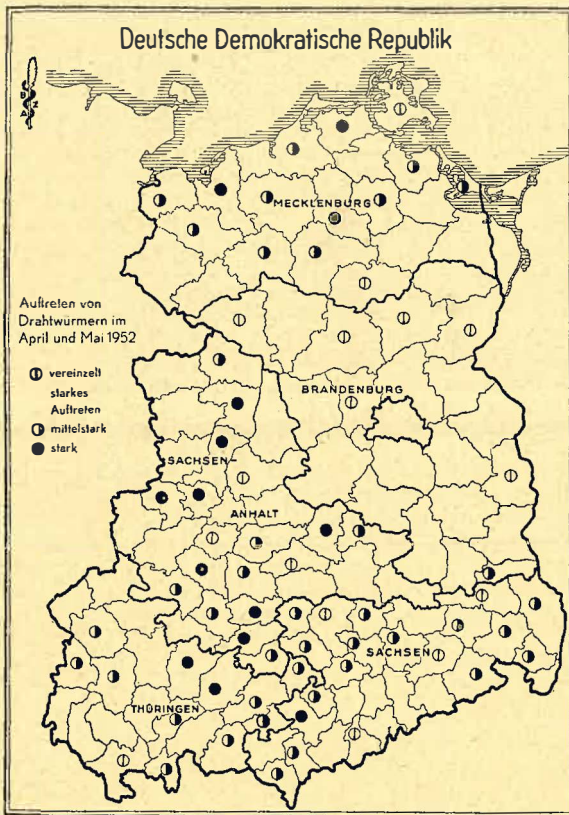 Deutsche Demokratische Republik
MECKLENBURG
Auftreten von
Drahtwürmern im
April und Mai 1952
vereinzelt
starkes
Auftreten
mittelstark
stark
BRANDENBURG
SACHSEN-
ANHALT
SACHSEN
THÜRINGEN